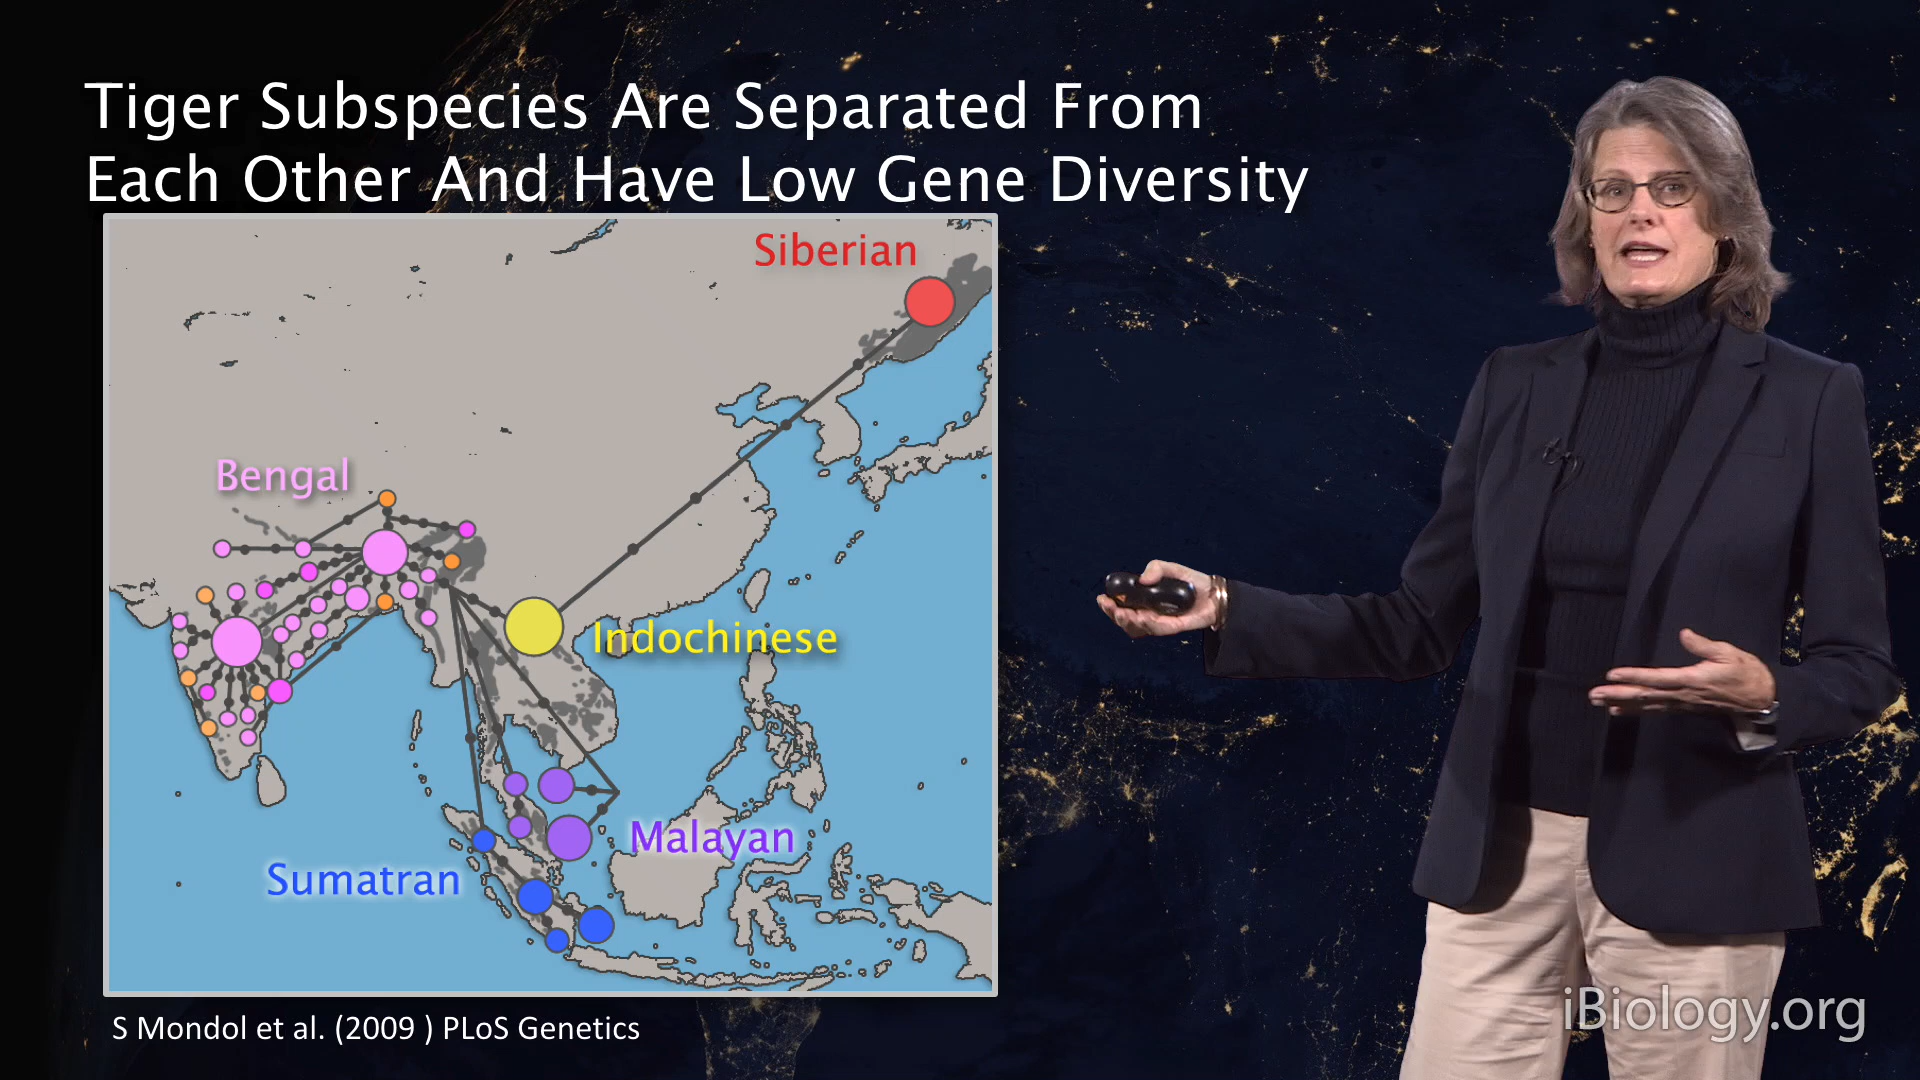 Tiger Subspecies Are Separated From
Each Other And Have Low Gene Diversity
Siberian
Bengal
Indochinese
Malayan
Sumatran
S Mondol et al. (2009 ) PLoS Genetics
iBiology.org